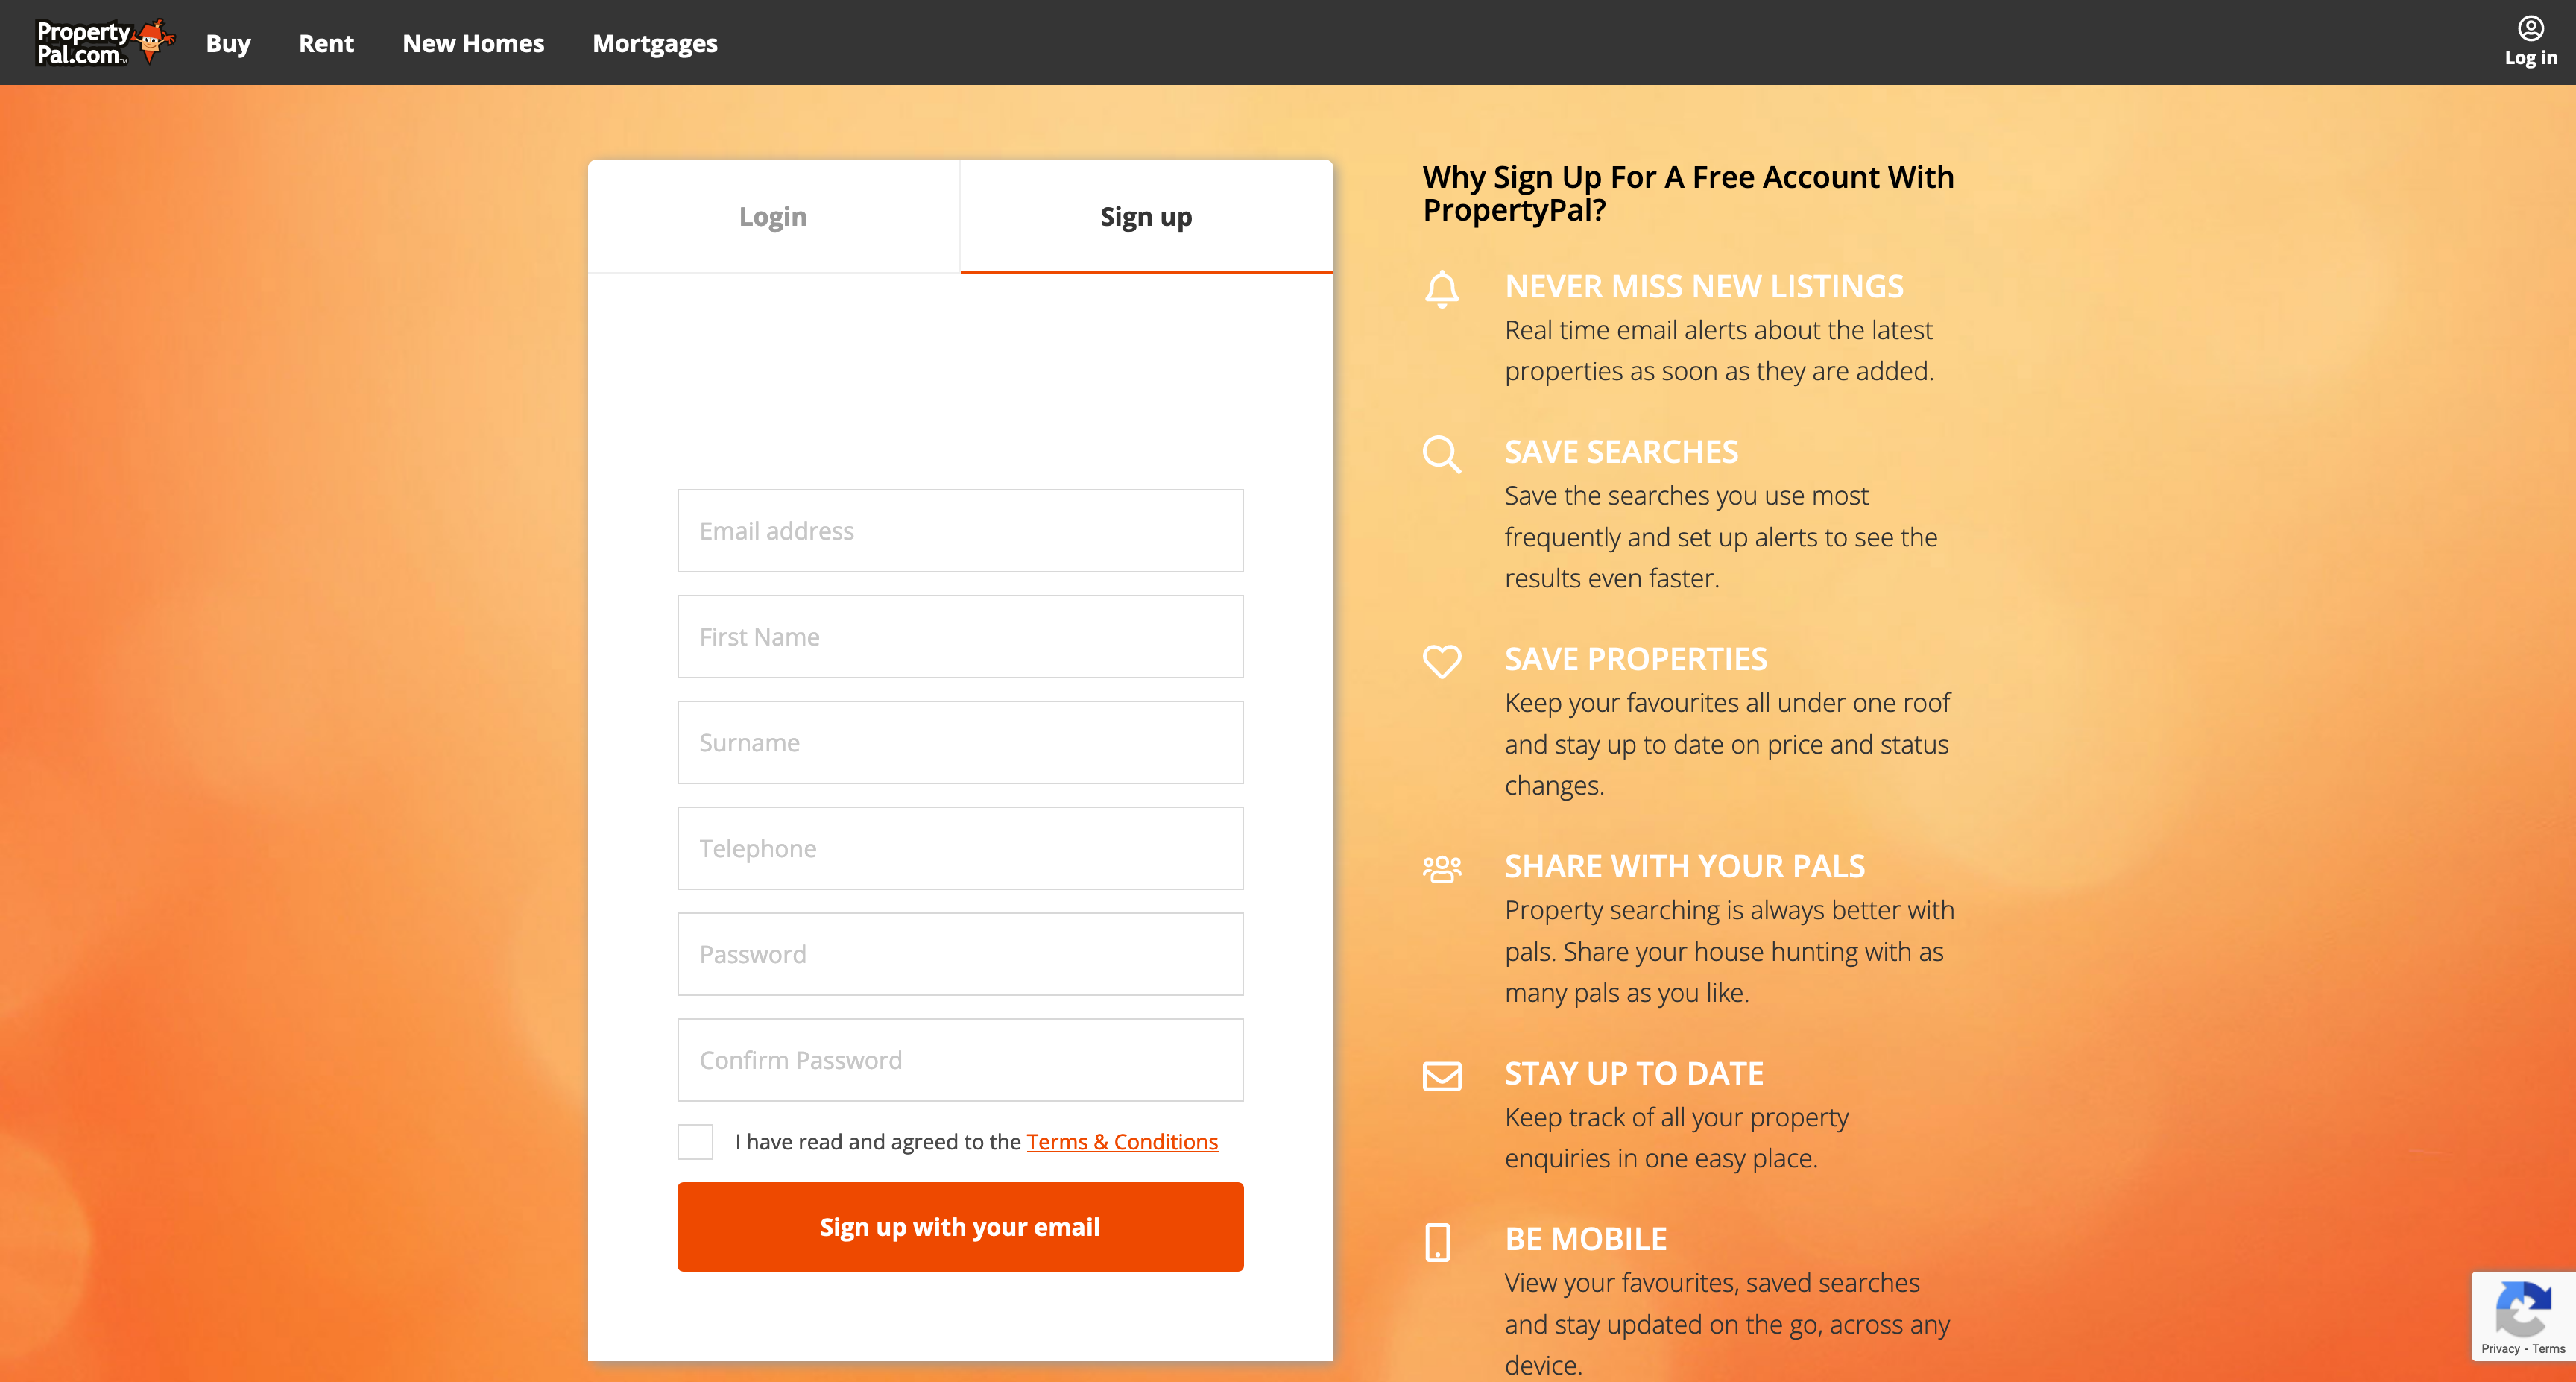 Property
Pal.com™
Buy
Rent
New Homes
Mortgages
Log in
Login
Sign up
Email address
First Name
Surname
Telephone
Password
Confirm Password
I have read and agreed to the Terms & Conditions
Sign up with your email
Why Sign Up For A Free Account With
PropertyPal?
NEVER MISS NEW LISTINGS
Real time email alerts about the latest
properties as soon as they are added.
SAVE SEARCHES
Save the searches you use most
frequently and set up alerts to see the
results even faster.
SAVE PROPERTIES
Keep your favourites all under one roof
and stay up to date on price and status
changes.
SHARE WITH YOUR PALS
Property searching is always better with
pals. Share your house hunting with as
many pals as you like.
STAY UP TO DATE
Keep track of all your property
enquiries in one easy place.
BE MOBILE
View your favourites, saved searches
and stay updated on the go, across any
device.
Privacy - Terms